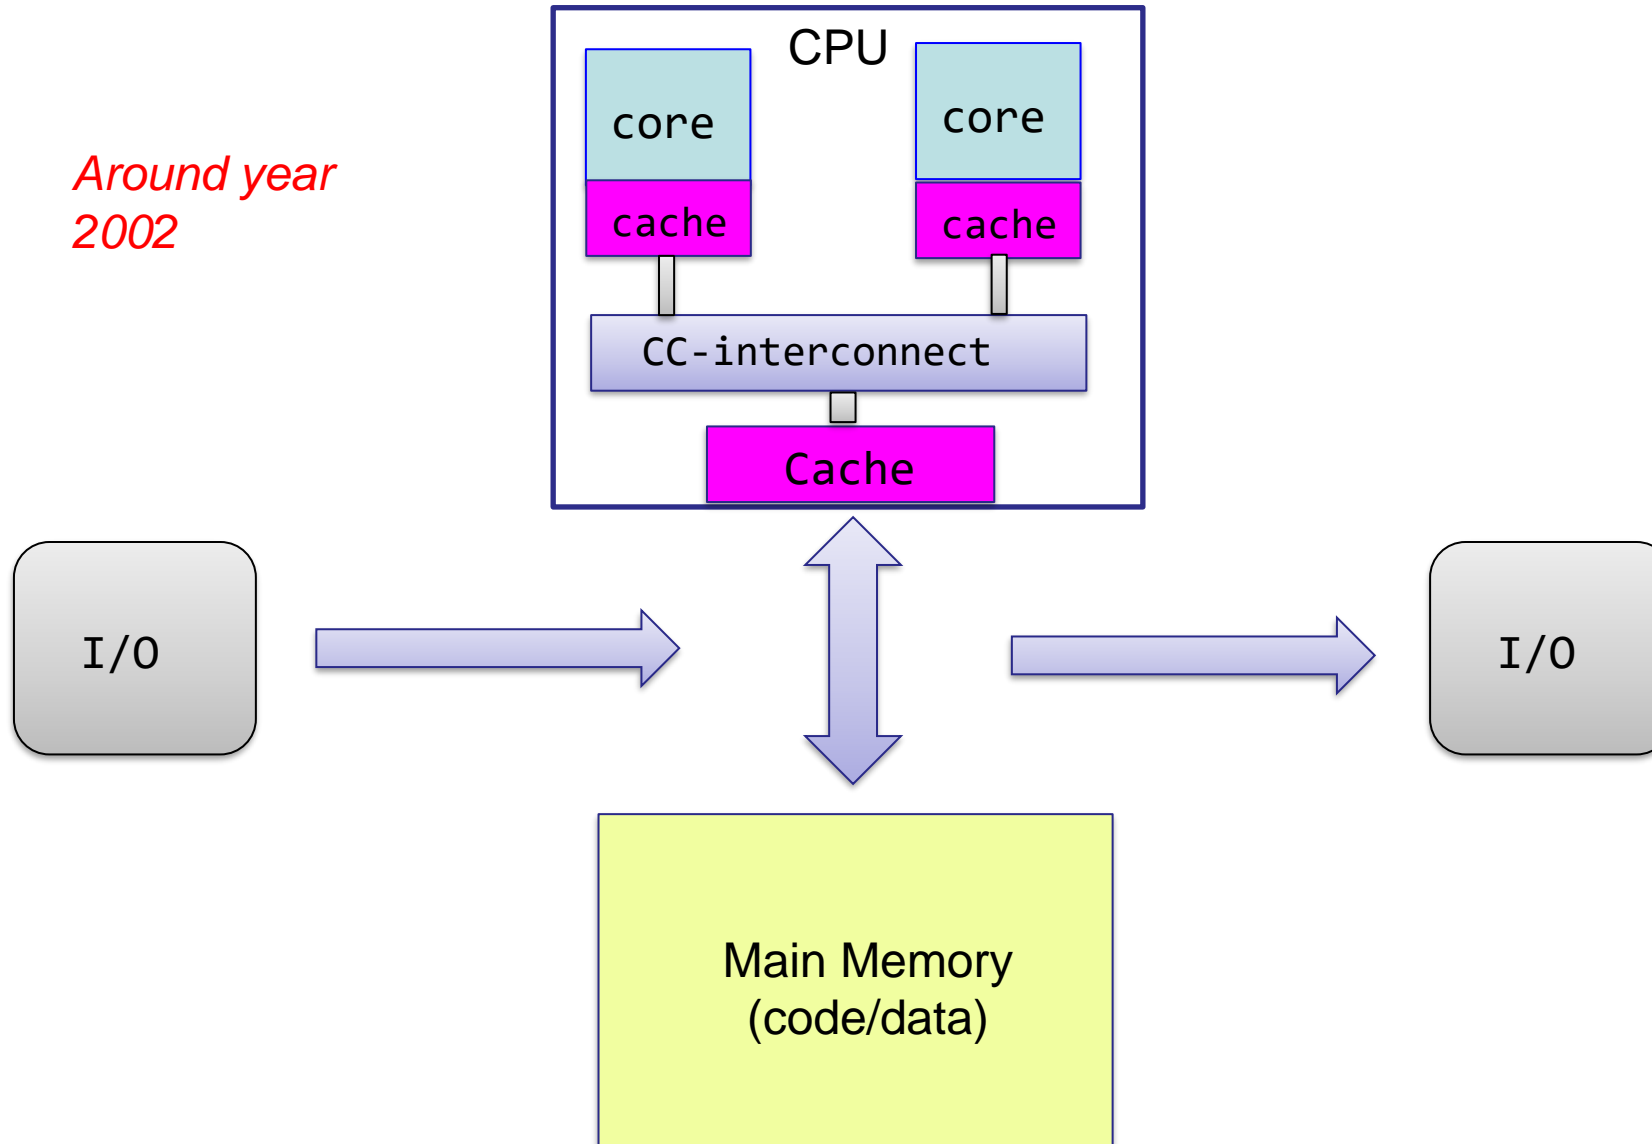 CPU
core
core
Around year
2002
cache
cache
CC-interconnect
Cache
I/O
I/O
Main Memory
(code/data)